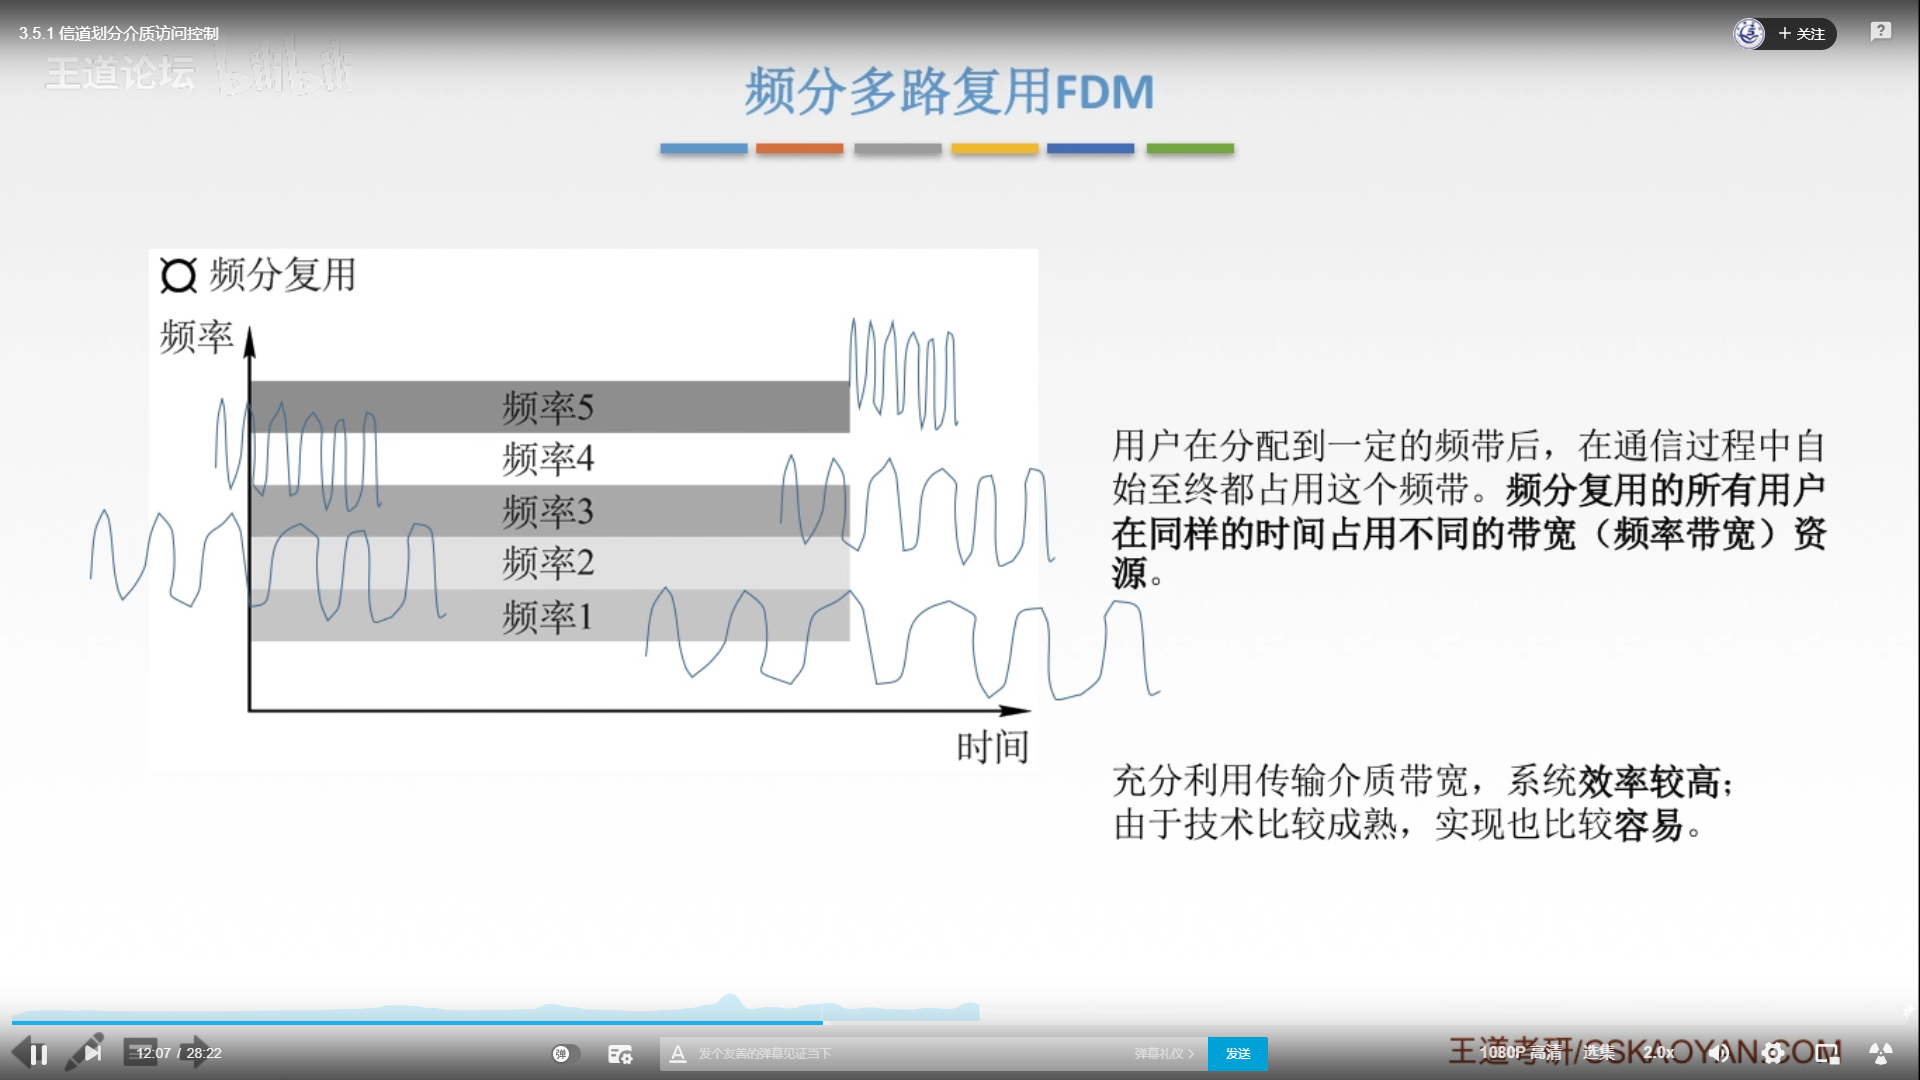 3.5.1 信道划分介质访问控制
+ 关注
王道论坛 bilibili
频分多路复用FDM
频分复用
频率
频率5
频率4
频率3
频率2
频率1
时间
用户在分配到一定的频带后，在通信过程中自
始至终都占用这个频带。频分复用的所有用户
在同样的时间占用不同的带宽（频率带宽）资
源。
充分利用传输介质带宽，系统效率较高；
由于技术比较成熟，实现也比较容易。
12:07 / 28:22
弹
A
发个友善的弹幕见证当下
弹幕礼仪 >
发送
王道考研/CSKAOYAN.COM
1080P 高清
选集
2.0x